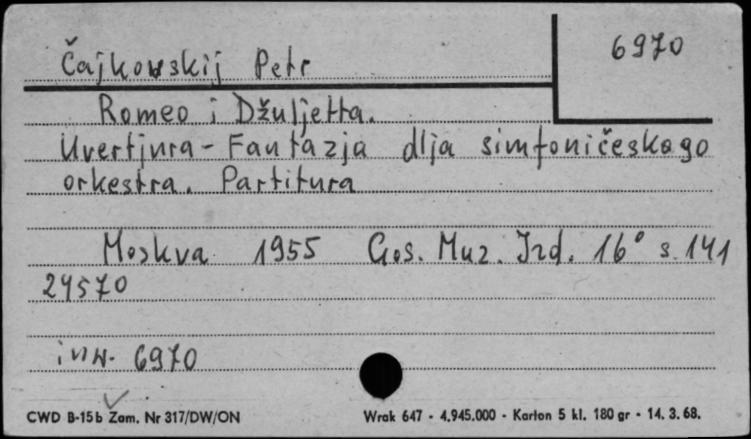 Čajkowskij Petr
6970
Romeo i Džuljetta.
Uvertjura - Fantazja dlja simfoničeskogo
orkestra. Partitura
Moskva 1955 Gos. Muz. Izd. 16° s. 141
24570
inw. 6970
CWD B-15b Zam. Nr 317/DW/ON
Wrak 647 - 4.945.000 - Karton 5 kl. 180 gr - 14. 3. 68.